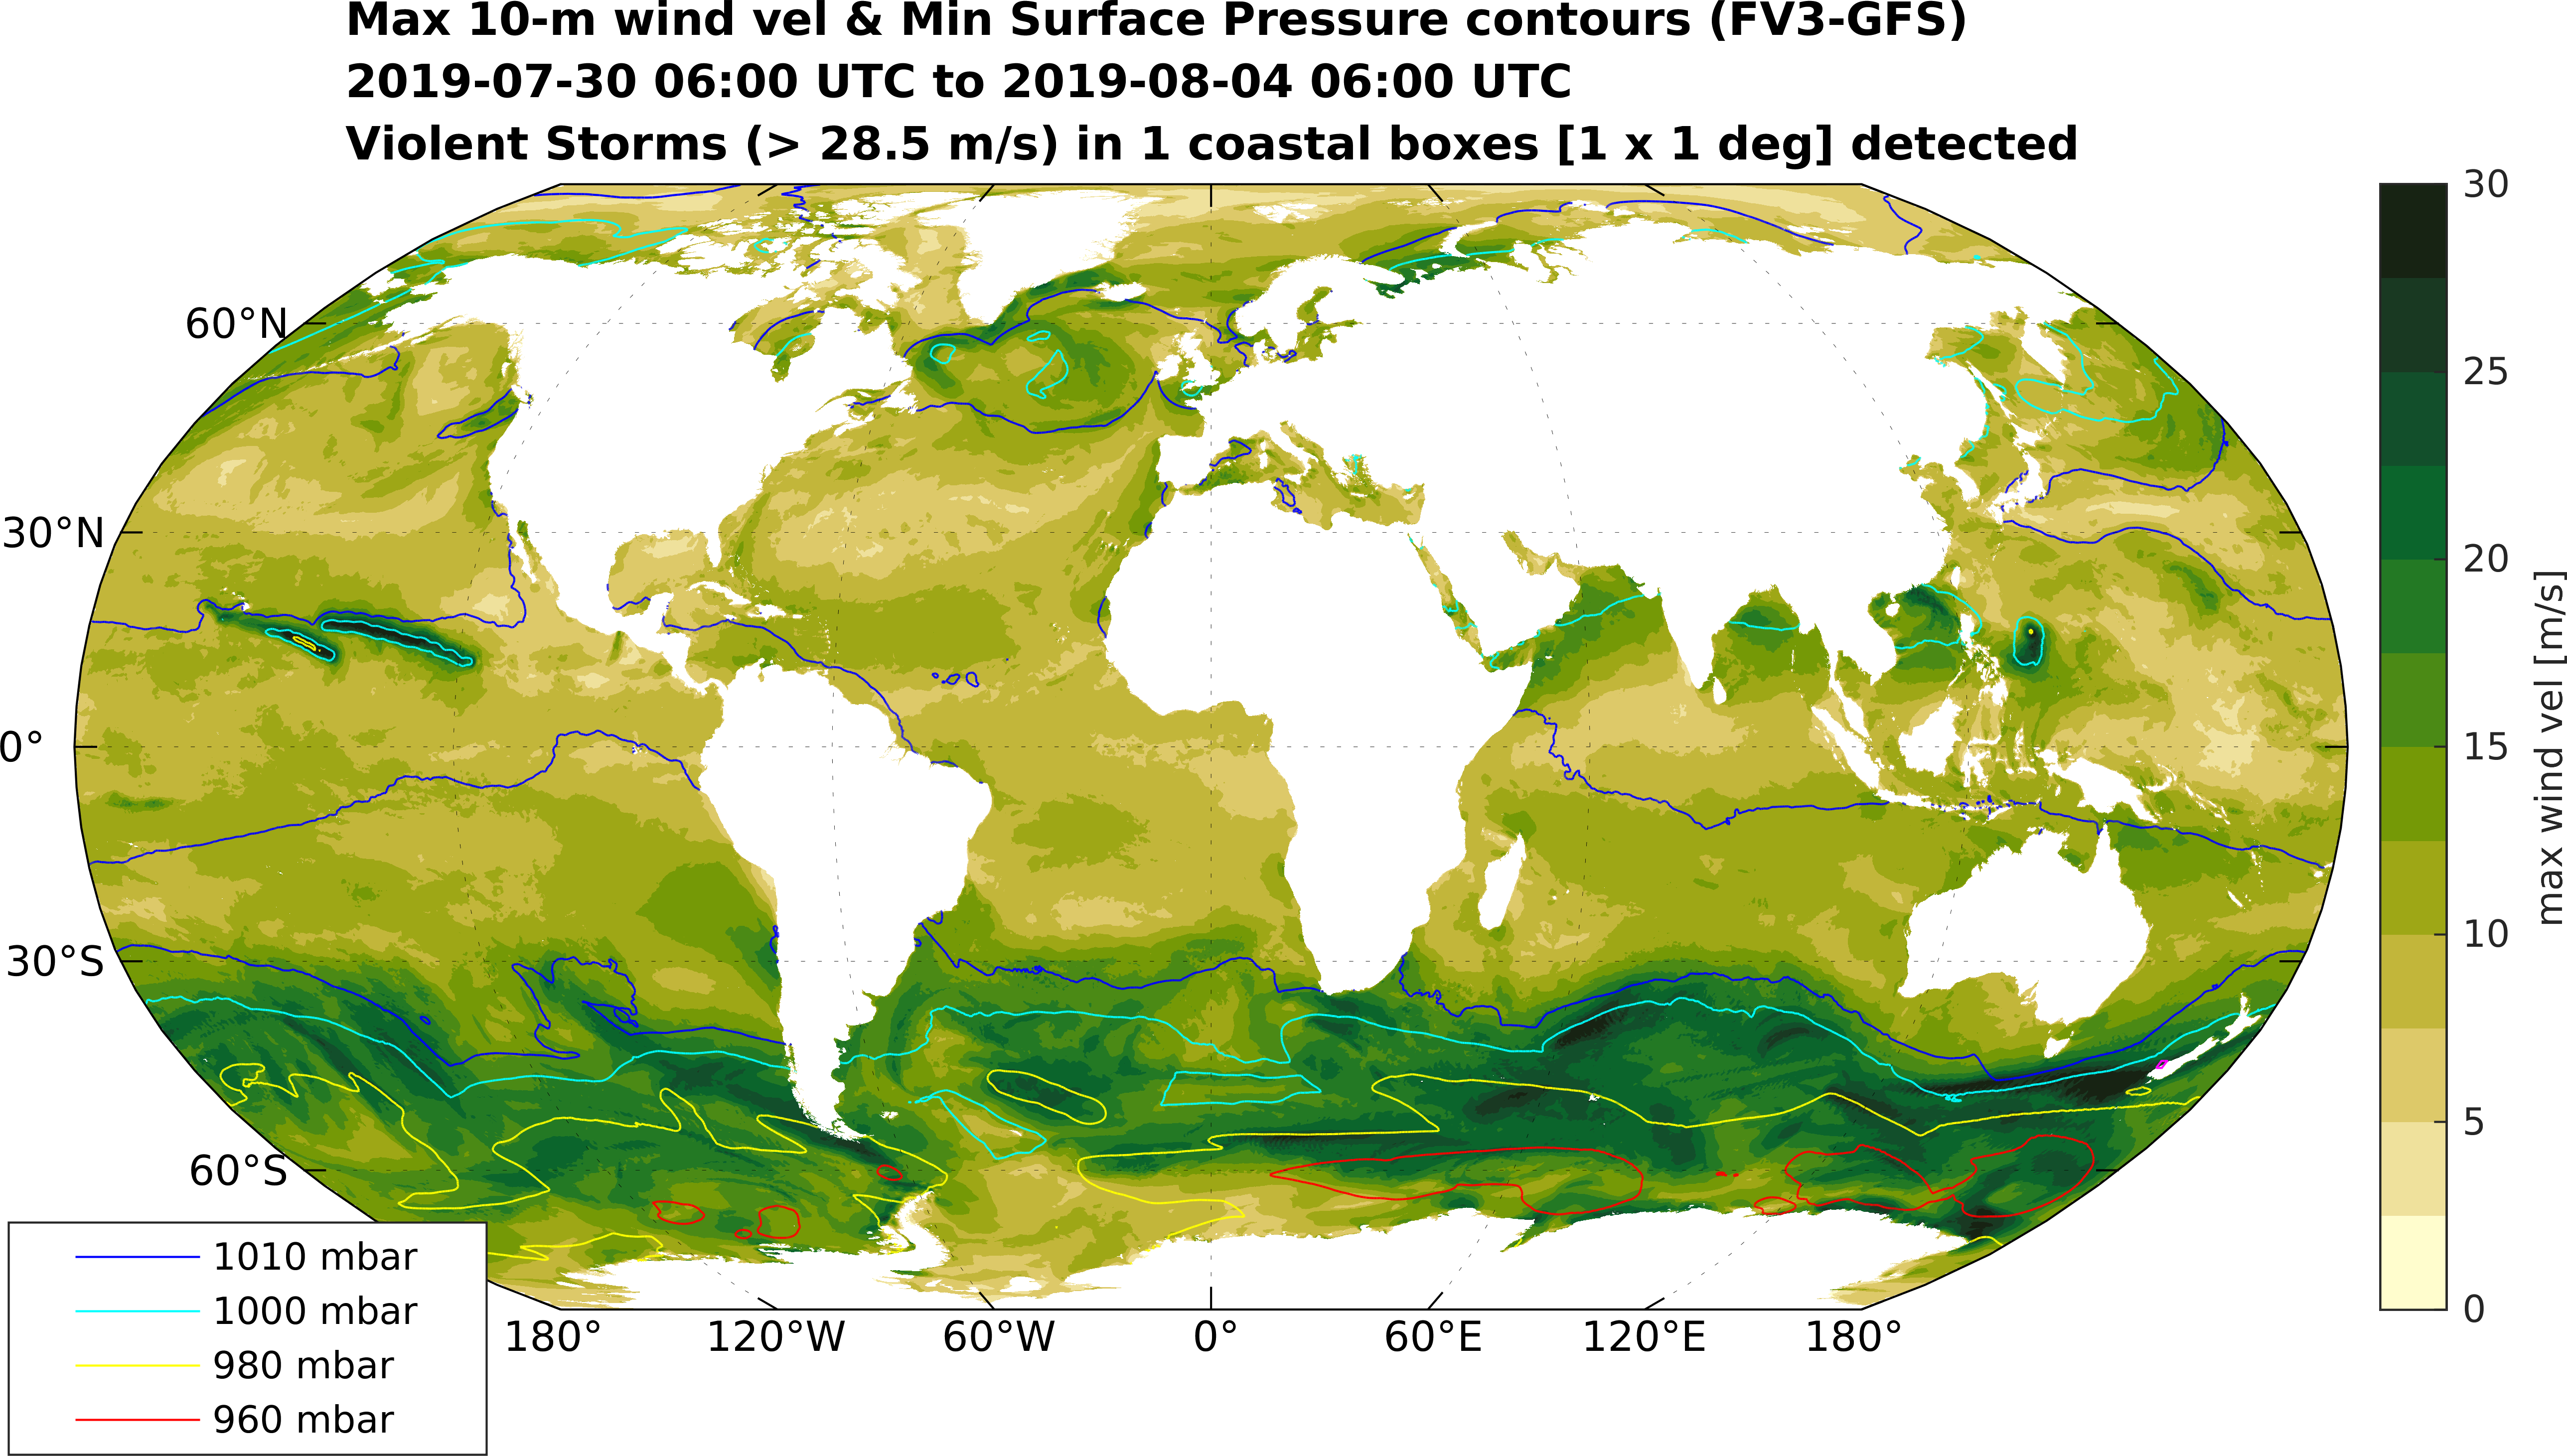 Max 10-m wind vel & Min Surface Pressure contours (FV3-GFS)
2019-07-30 06:00 UTC to 2019-08-04 06:00 UTC
Violent Storms (> 28.5 m/s) in 1 coastal boxes [1 x 1 deg] detected
60°N
30°N
0°
30°S
60°S
180°
120°W
60°W
0°
60°E
120°E
180°
1010 mbar
1000 mbar
980 mbar
960 mbar
30
25
20
15
10
5
0
max wind vel [m/s]